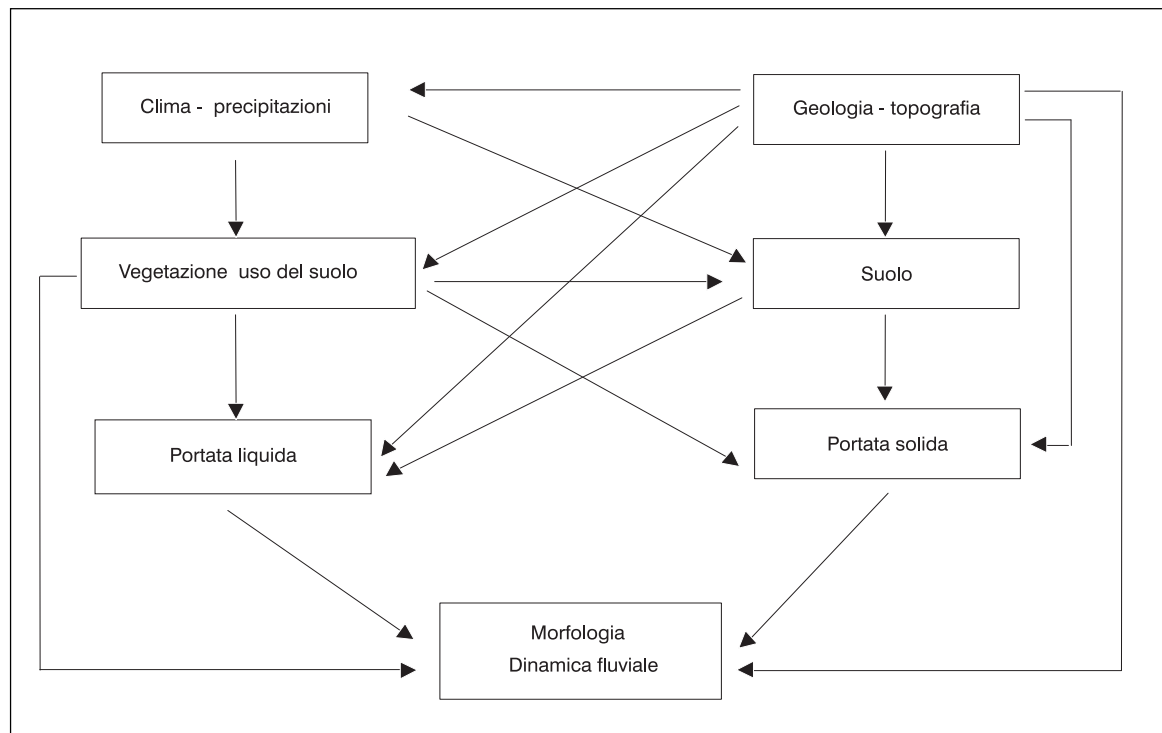 Clima - precipitazioni
Geologia - topografia
Vegetazione uso del suolo
Suolo
Portata liquida
Portata solida
Morfologia
Dinamica fluviale